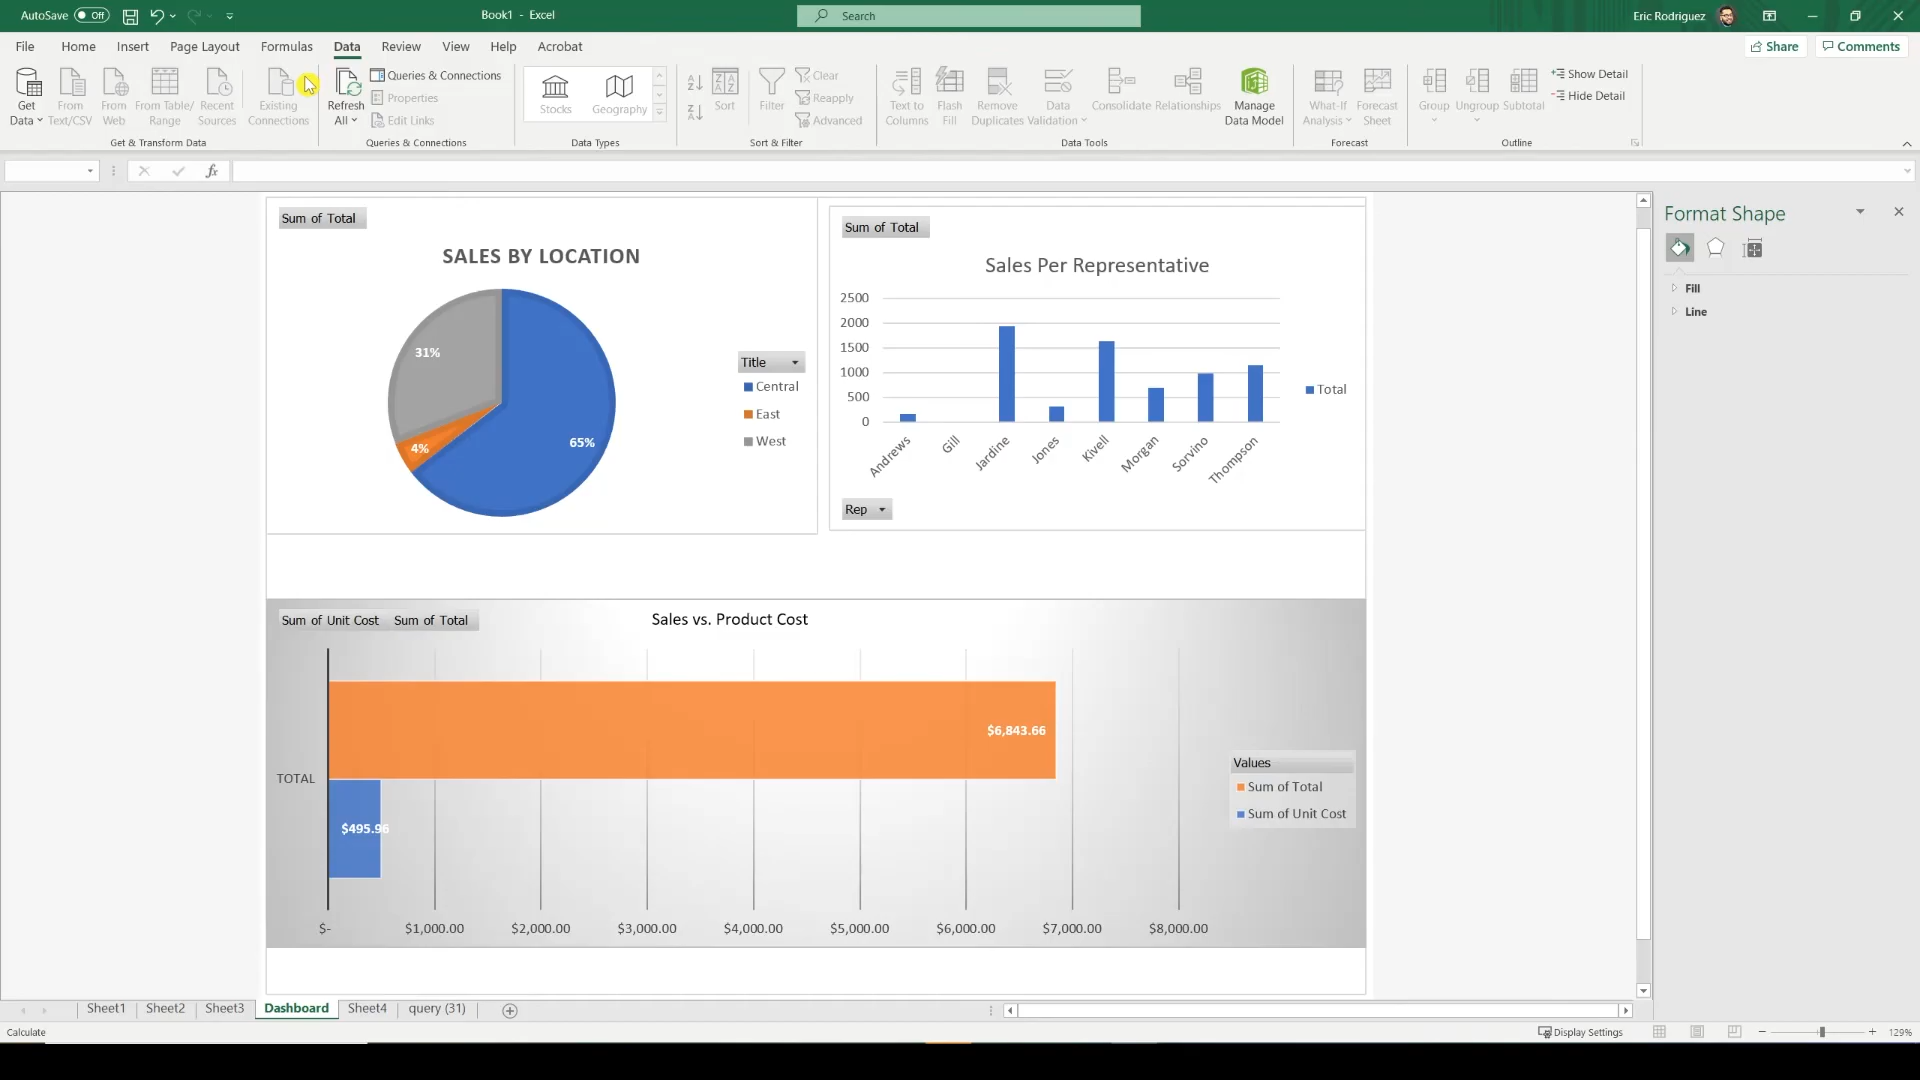 AutoSave Off
Book1 - Excel
Search
Eric Rodriguez
File Home Insert Page Layout Formulas Data Review View Help Acrobat
Share Comments
Get Data
From Text/CSV
From Web
From Table/ Range
Recent Sources
Existing Connections
Get & Transform Data
Refresh All
Queries & Connections
Properties
Edit Links
Queries & Connections
Stocks
Geography
Data Types
Sort
Filter
Clear
Reapply
Advanced
Sort & Filter
Text to Columns
Flash Fill
Remove Duplicates
Data Validation
Consolidate
Relationships
Manage Data Model
Data Tools
What-If Analysis
Forecast Sheet
Forecast
Group
Ungroup
Subtotal
Show Detail
Hide Detail
Outline
fx
Sum of Total
SALES BY LOCATION
31%
4%
65%
Title
Central
East
West
Sum of Total
Sales Per Representative
2500
2000
1500
1000
500
0
Andrews
Gill
Jardine
Jones
Kivell
Morgan
Sorvino
Thompson
Total
Rep
Sum of Unit Cost Sum of Total
Sales vs. Product Cost
$6,843.66
TOTAL
$495.96
$- $1,000.00 $2,000.00 $3,000.00 $4,000.00 $5,000.00 $6,000.00 $7,000.00 $8,000.00
Values
Sum of Total
Sum of Unit Cost
Format Shape
Fill
Line
Sheet1 Sheet2 Sheet3 Dashboard Sheet4 query (31)
Calculate
Display Settings
129%